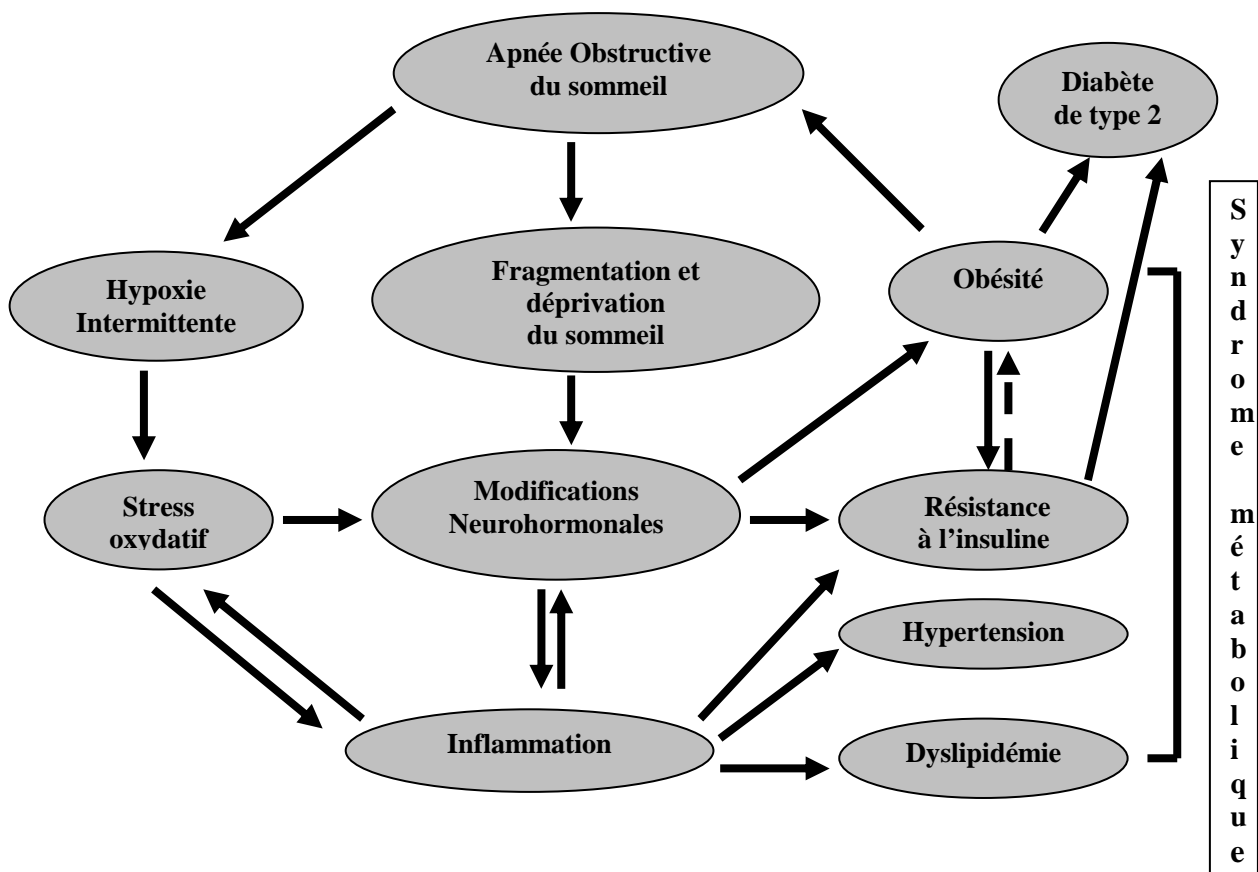 Apnée Obstructive
du sommeil
Diabète
de type 2
Hypoxie
Intermittente
Fragmentation et
déprivation
du sommeil
Obésité
Stress
oxydatif
Modifications
Neurohormonales
Résistance
à l’insuline
Hypertension
Inflammation
Dyslipidémie
Syndrome métabolique